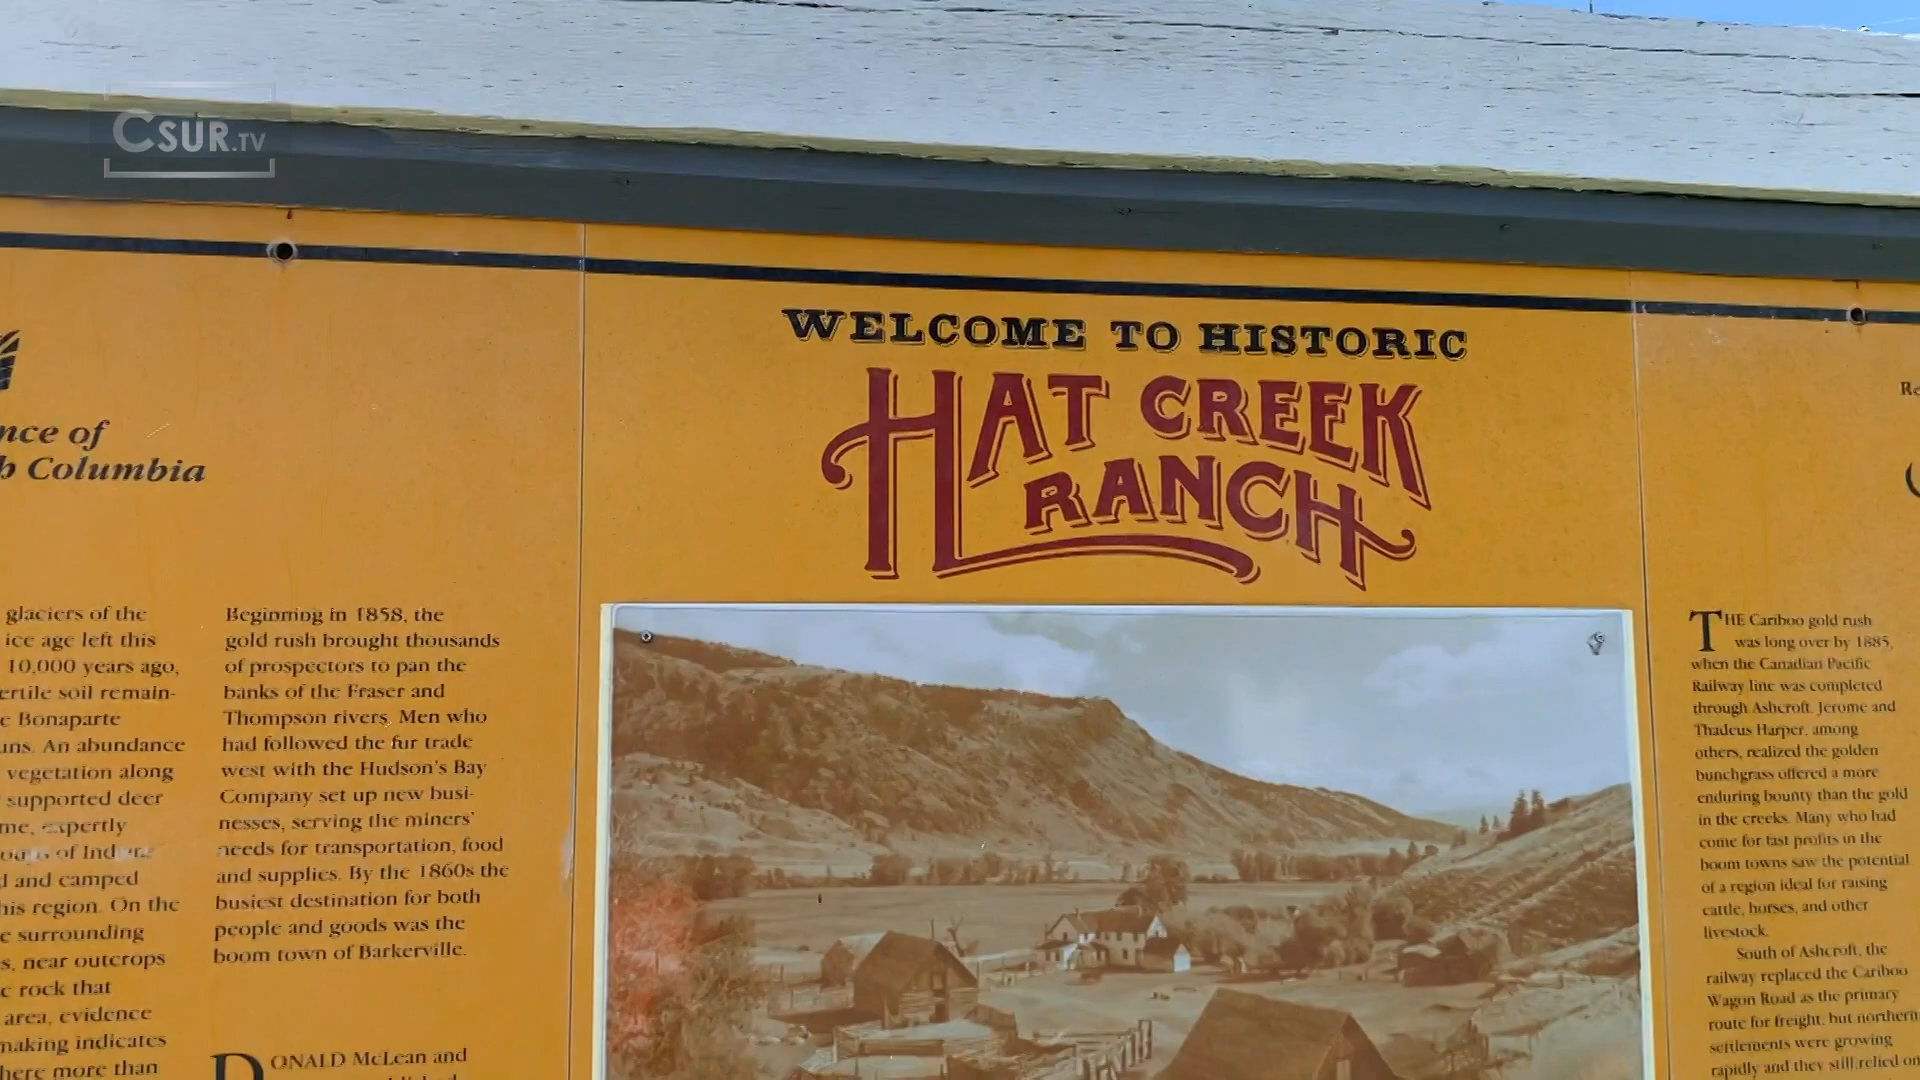 CSUR.TV
WELCOME TO HISTORIC
HAT CREEK
RANCH
nce of
Columbia
glaciers of the
ice age left this
10,000 years ago,
ertile soil remain-
Bonaparte
An abundance
vegetation along
supported deer
expertly
of
and camped
his region. On the
surrounding
near outcrops
rock that
area, evidence
making indicates
here more than
Beginning in 1858, the
gold rush brought thousands
of prospectors to pan the
banks of the Fraser and
Thompson rivers. Men who
had followed the fur trade
west with the Hudson's Bay
Company set up new busi-
nesses, serving the miners'
needs for transportation, food
and supplies. By the 1860s the
busiest destination for both
people and goods was the
boom town of Barkerville.
DONALD McLean and
THE Cariboo gold rush
was long over by 1885,
when the Canadian Pacific
Railway line was completed
through Ashcroft. Jerome and
Thadeus Harper, among
others, realized the golden
bunchgrass offered a more
enduring bounty than the gold
in the creeks. Many who had
come for fast profits in the
boom towns saw the potential
of a region ideal for raising
cattle, horses, and other
livestock.
South of Ashcroft, the
railway replaced the Cariboo
Wagon Road as the primary
route for freight, but northern
settlements were growing
rapidly and they still relied on